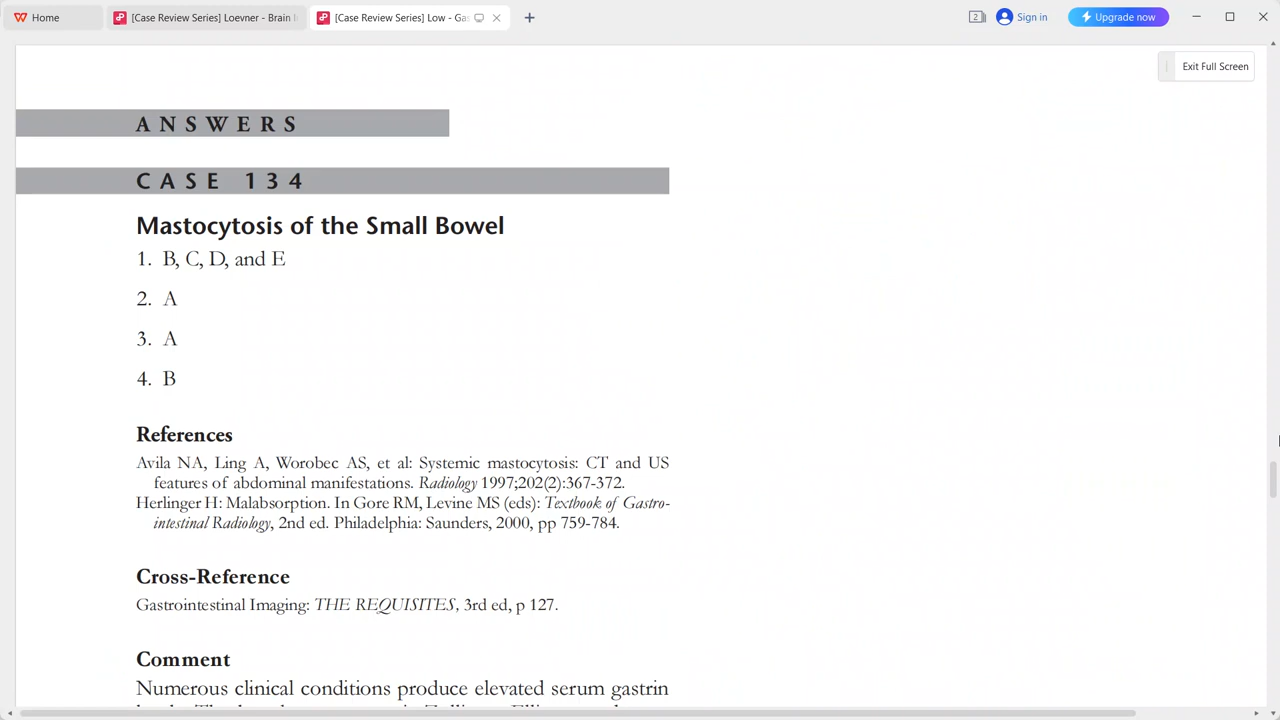 Home
[Case Review Series] Loevner - Brain I
[Case Review Series] Low - Gas
2
Sign in
Upgrade now
Exit Full Screen
ANSWERS
CASE 134
Mastocytosis of the Small Bowel
1. B, C, D, and E
2. A
3. A
4. B
References
Avila NA, Ling A, Worobec AS, et al: Systemic mastocytosis: CT and US
features of abdominal manifestations. Radiology 1997;202(2):367-372.
Herlinger H: Malabsorption. In Gore RM, Levine MS (eds): Textbook of Gastro-
intestinal Radiology, 2nd ed. Philadelphia: Saunders, 2000, pp 759-784.
Cross-Reference
Gastrointestinal Imaging: THE REQUISITES, 3rd ed, p 127.
Comment
Numerous clinical conditions produce elevated serum gastrin